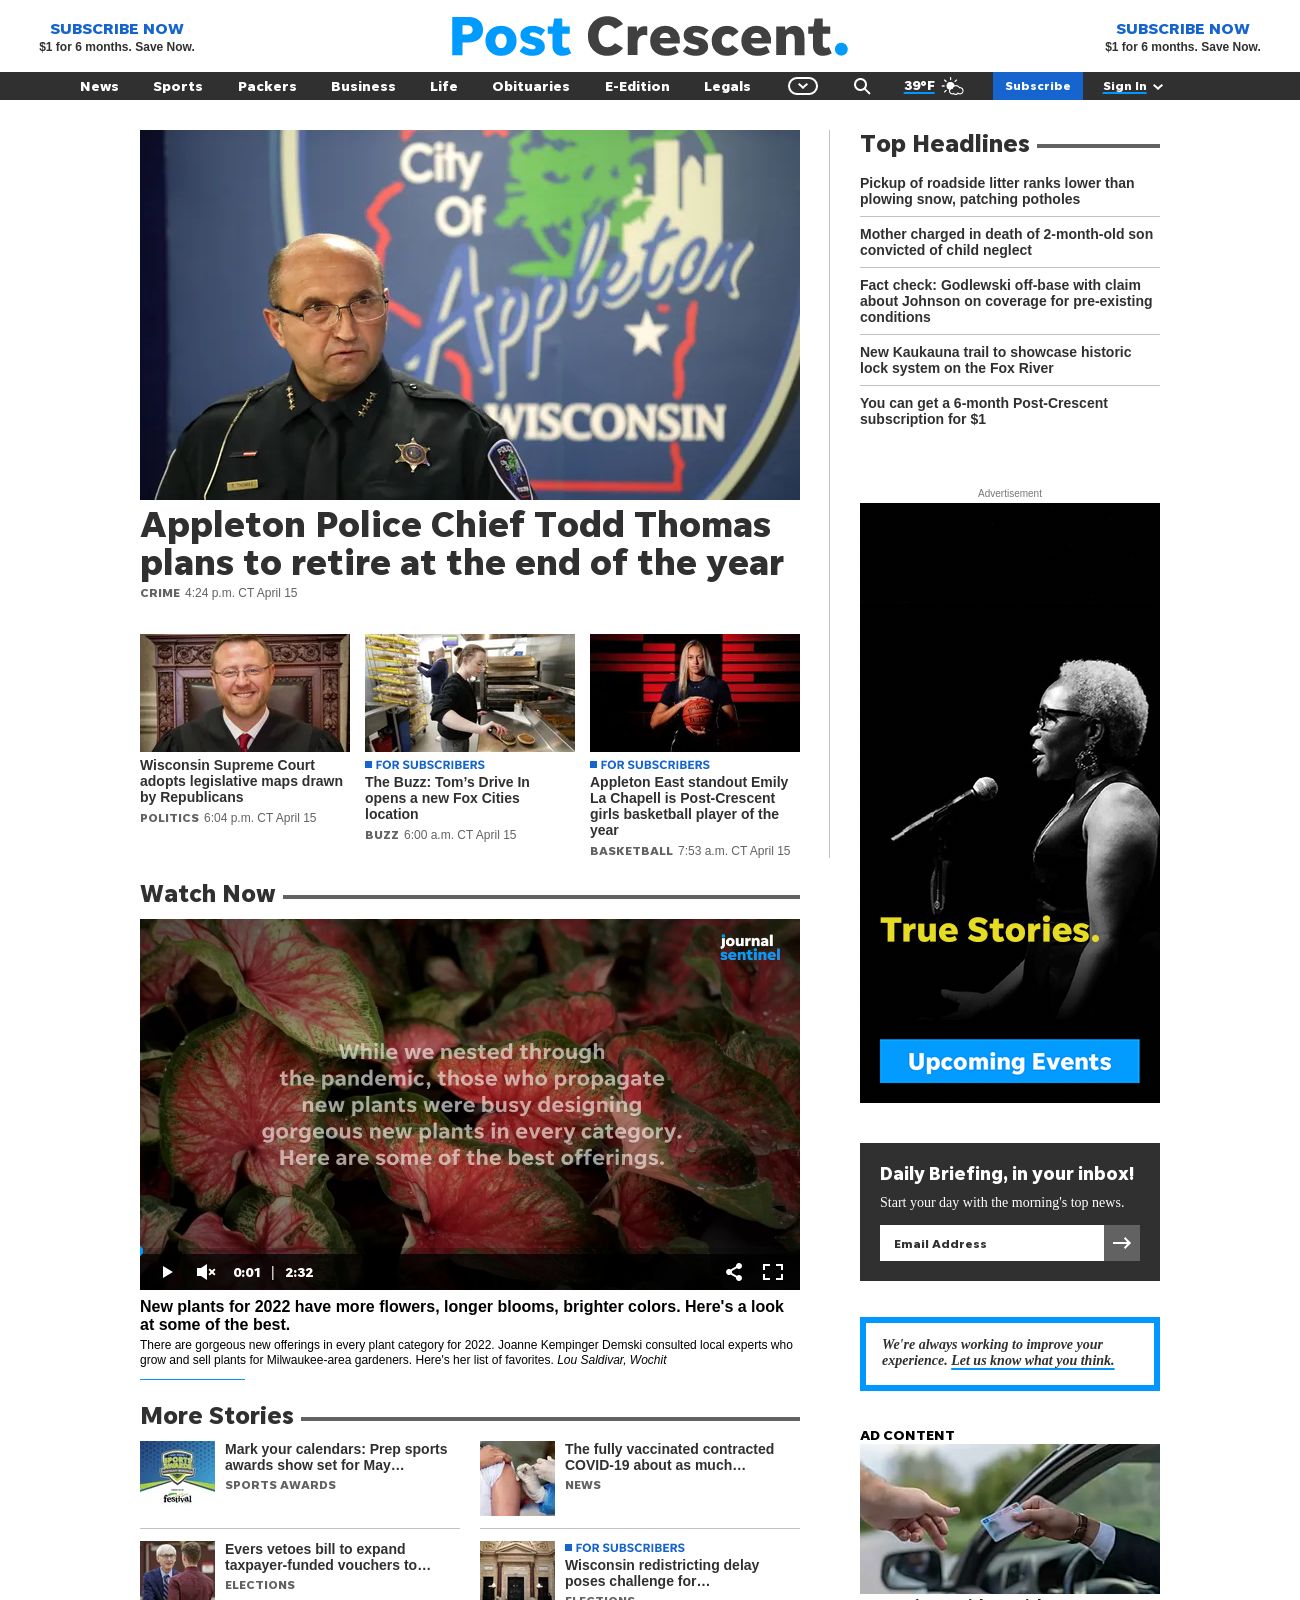 SUBSCRIBE NOW
$1 for 6 months. Save Now.
Post Crescent.
SUBSCRIBE NOW
$1 for 6 months. Save Now.
News Sports Packers Business Life Obituaries E-Edition Legals 39°F Subscribe Sign In
City
Of
Appleton
WISCONSIN
T. THOMAS
Appleton Police Chief Todd Thomas
plans to retire at the end of the year
CRIME 4:24 p.m. CT April 15
Wisconsin Supreme Court
adopts legislative maps drawn
by Republicans
POLITICS 6:04 p.m. CT April 15
FOR SUBSCRIBERS
The Buzz: Tom’s Drive In
opens a new Fox Cities
location
BUZZ 6:00 a.m. CT April 15
FOR SUBSCRIBERS
Appleton East standout Emily
La Chapell is Post-Crescent
girls basketball player of the
year
BASKETBALL 7:53 a.m. CT April 15
Top Headlines
Pickup of roadside litter ranks lower than
plowing snow, patching potholes
Mother charged in death of 2-month-old son
convicted of child neglect
Fact check: Godlewski off-base with claim
about Johnson on coverage for pre-existing
conditions
New Kaukauna trail to showcase historic
lock system on the Fox River
You can get a 6-month Post-Crescent
subscription for $1
Advertisement
True Stories.
Upcoming Events
Watch Now
journal
sentinel
While we nested through
the pandemic, those who propagate
new plants were busy designing
gorgeous new plants in every category.
Here are some of the best offerings.
0:01 | 2:32
New plants for 2022 have more flowers, longer blooms, brighter colors. Here's a look
at some of the best.
There are gorgeous new offerings in every plant category for 2022. Joanne Kempinger Demski consulted local experts who
grow and sell plants for Milwaukee-area gardeners. Here's her list of favorites. Lou Saldivar, Wochit
Daily Briefing, in your inbox!
Start your day with the morning's top news.
Email Address
We're always working to improve your
experience. Let us know what you think.
More Stories
SPORTS
AWARDS
festival
Mark your calendars: Prep sports
awards show set for May…
SPORTS AWARDS
The fully vaccinated contracted
COVID-19 about as much…
NEWS
Evers vetoes bill to expand
taxpayer-funded vouchers to…
ELECTIONS
FOR SUBSCRIBERS
Wisconsin redistricting delay
poses challenge for…
ELECTIONS
AD CONTENT